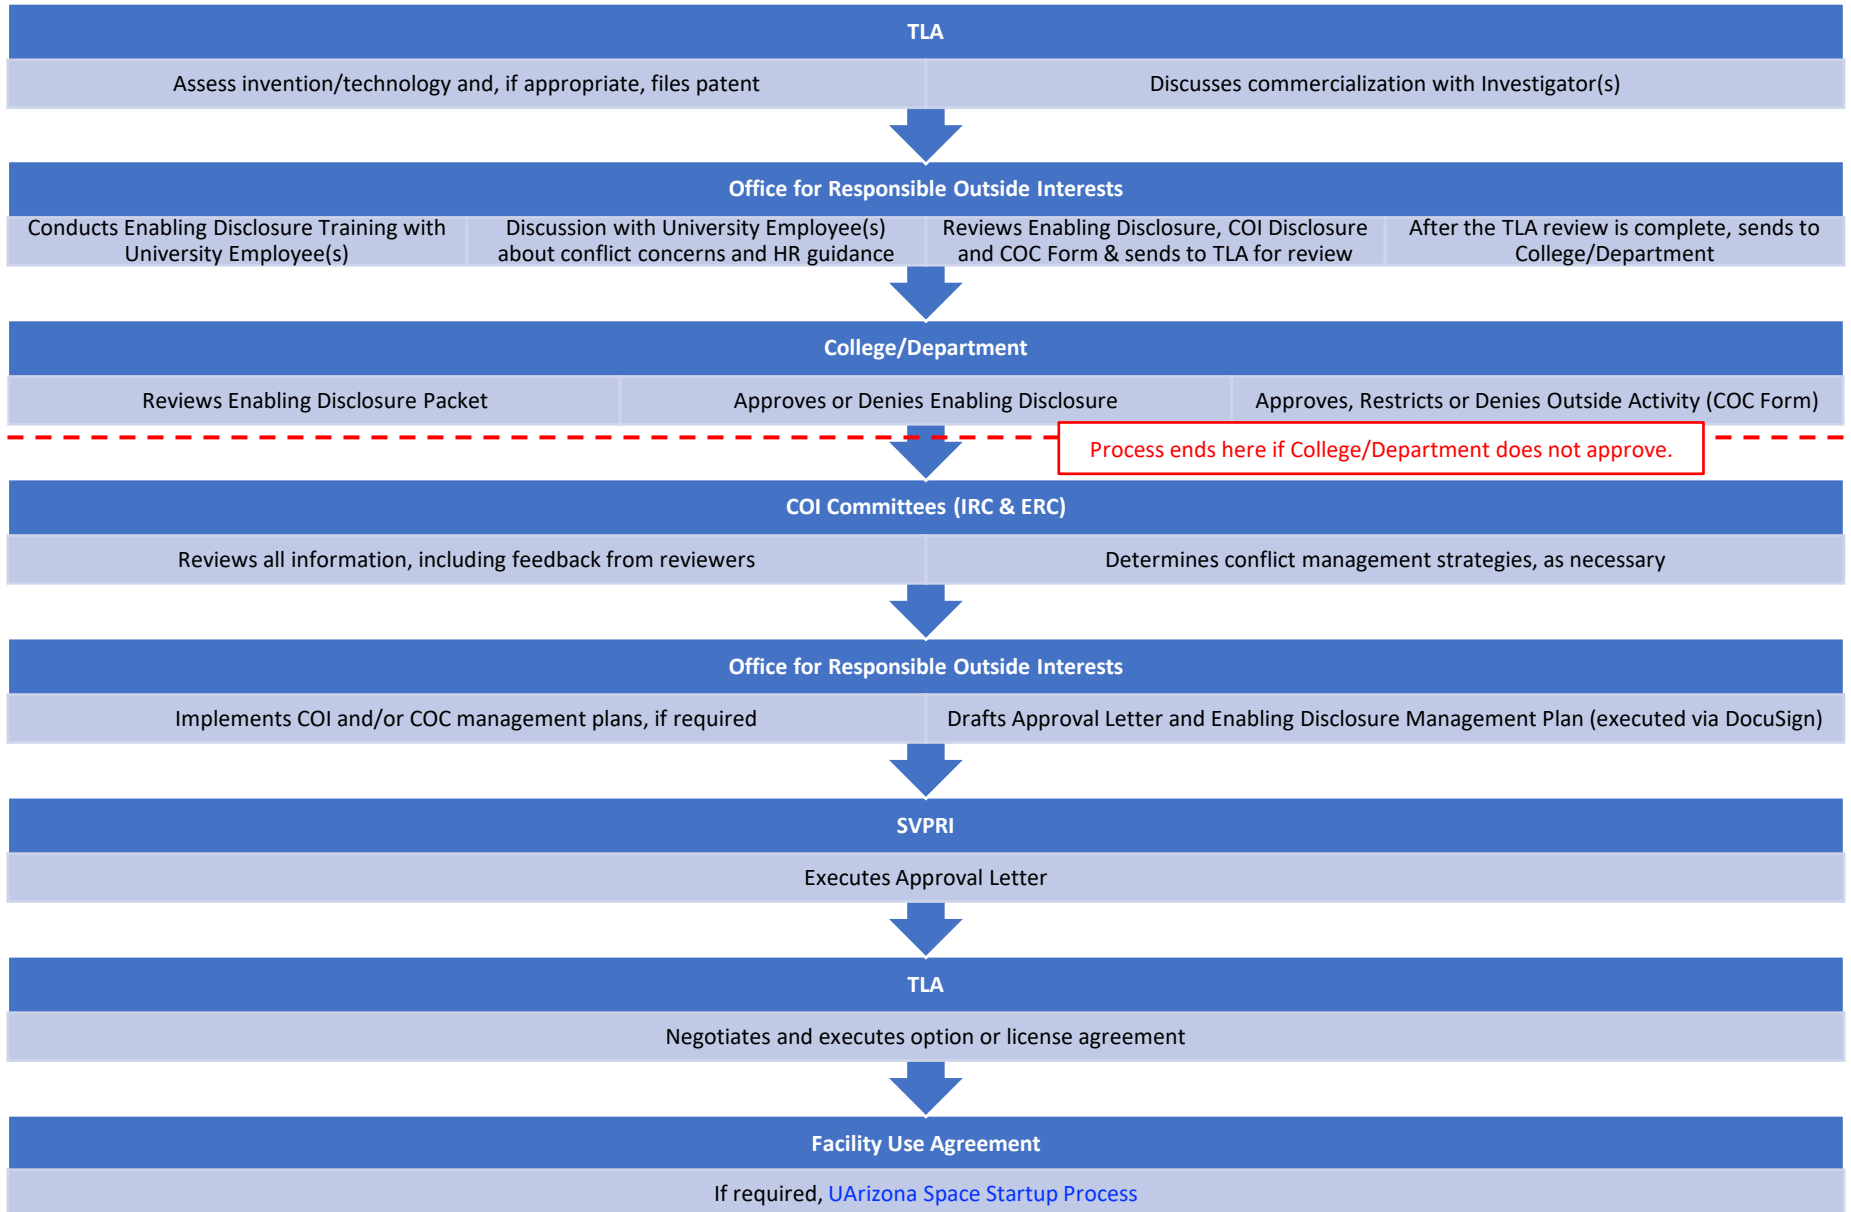 TLA
Assess invention/technology and, if appropriate, files patent
Discusses commercialization with Investigator(s)
Office for Responsible Outside Interests
Conducts Enabling Disclosure Training with
University Employee(s)
Discussion with University Employee(s)
about conflict concerns and HR guidance
Reviews Enabling Disclosure, COI Disclosure
and COC Form & sends to TLA for review
After the TLA review is complete, sends to
College/Department
College/Department
Reviews Enabling Disclosure Packet
Approves or Denies Enabling Disclosure
Approves, Restricts or Denies Outside Activity (COC Form)
Process ends here if College/Department does not approve.
COI Committees (IRC & ERC)
Reviews all information, including feedback from reviewers
Determines conflict management strategies, as necessary
Office for Responsible Outside Interests
Implements COI and/or COC management plans, if required
Drafts Approval Letter and Enabling Disclosure Management Plan (executed via DocuSign)
SVPRI
Executes Approval Letter
TLA
Negotiates and executes option or license agreement
Facility Use Agreement
If required, UArizona Space Startup Process